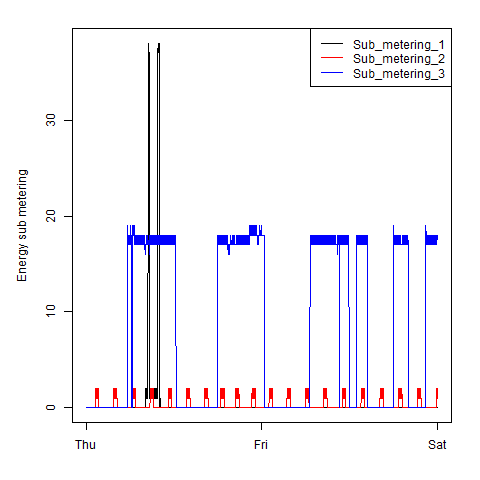 Sub_metering_1
Sub_metering_2
Sub_metering_3
Energy sub metering
30
20
10
0
Thu
Fri
Sat